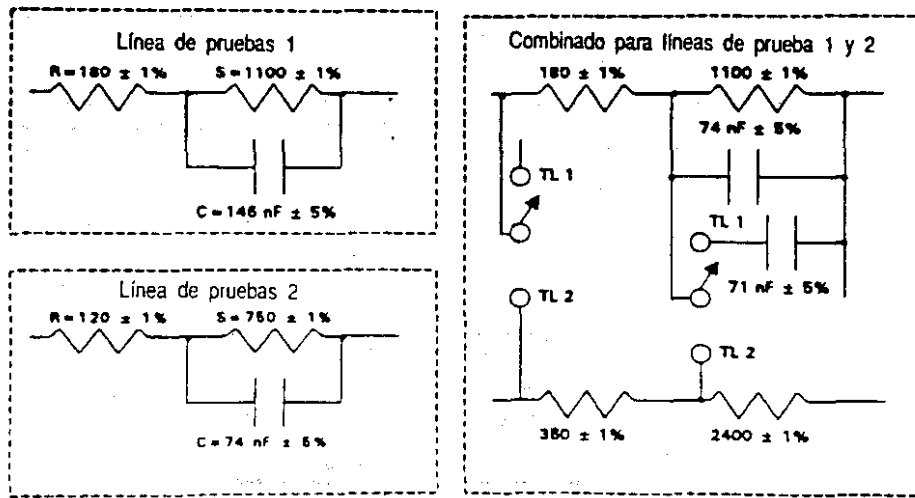 Línea de pruebas 1
R=180 ± 1% S=1100 ± 1%
C=146 nF ± 5%
Línea de pruebas 2
R=120 ± 1% S=750 ± 1%
C=74 nF ± 5%
Combinado para líneas de prueba 1 y 2
180 ± 1% 1100 ± 1%
74 nF ± 5%
TL 1
TL 1
71 nF ± 5%
TL 2
TL 2
360 ± 1% 2400 ± 1%